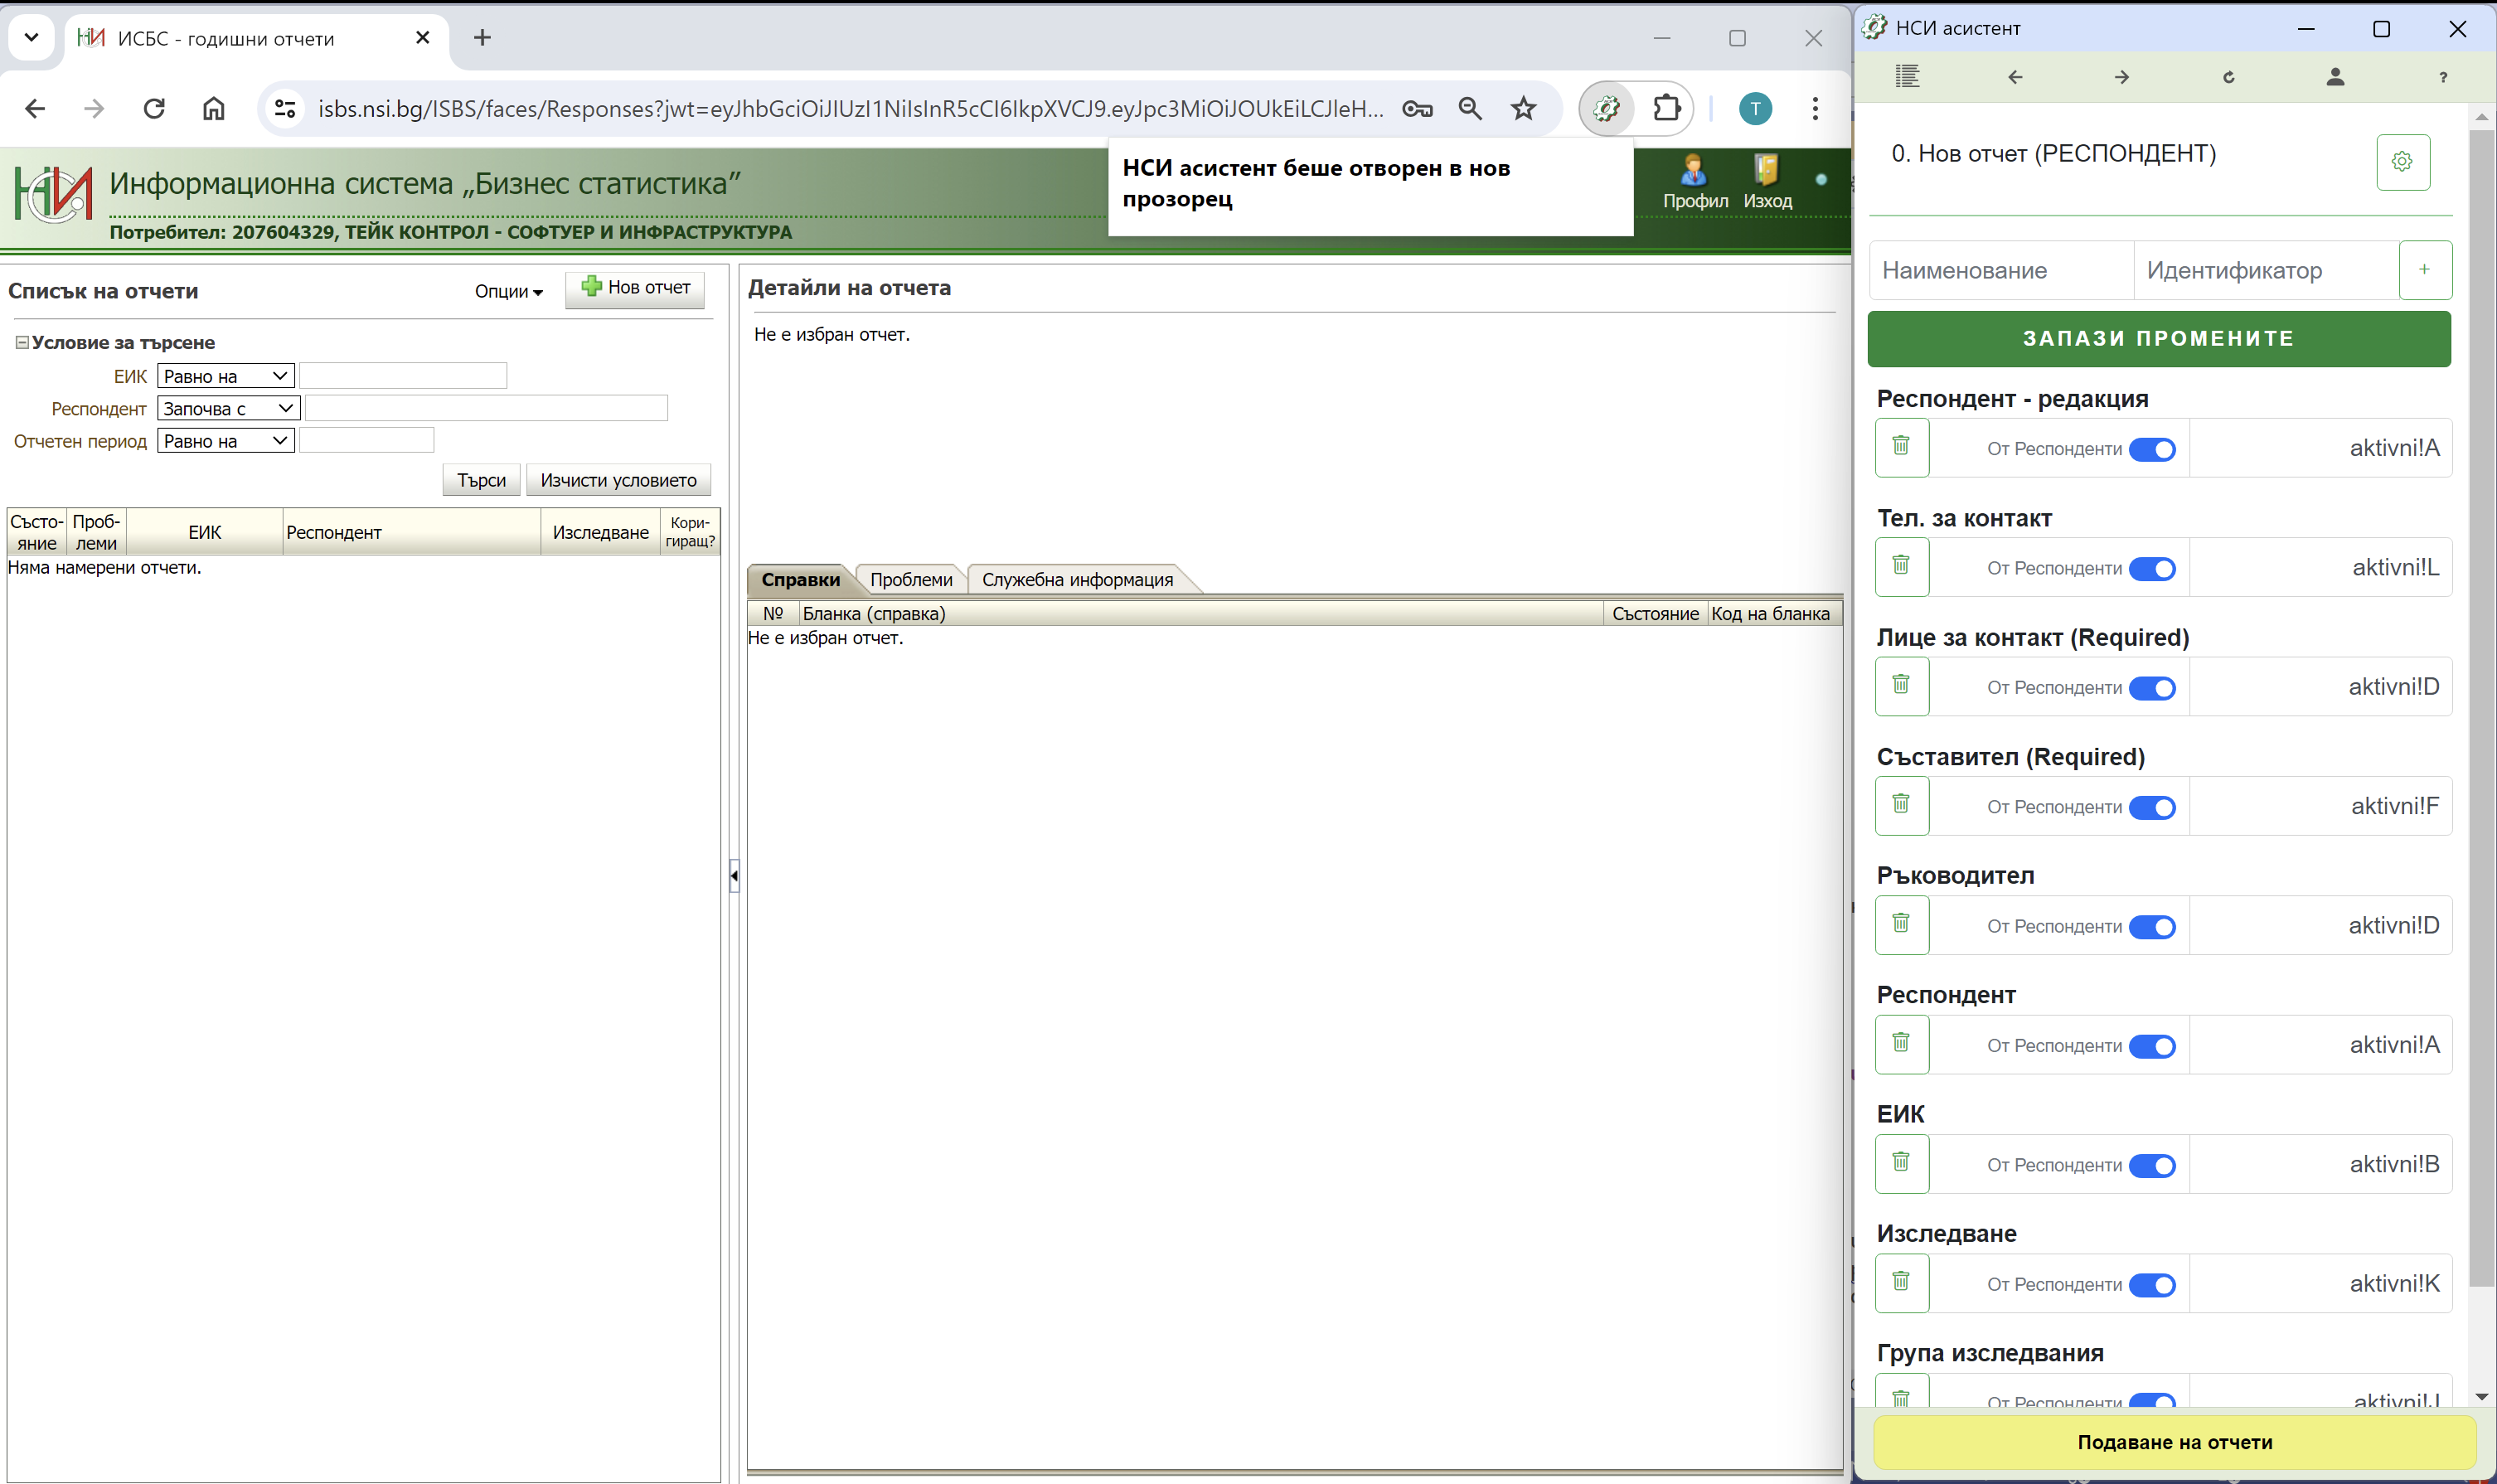 ИСБС - годишни отчети
isbs.nsi.bg/ISBS/faces/Responses?jwt=eyJhbGciOiJIUzI1NiIsInR5cCI6IkpXVCJ9.eyJpc3MiOiJOUkEiLCJleH...
T
НСИ
Информационна система „Бизнес статистика”
Потребител: 207604329, ТЕЙК КОНТРОЛ - СОФТУЕР И ИНФРАСТРУКТУРА
НСИ асистент беше отворен в нов
прозорец
Профил
Изход
Списък на отчети
Опции
Нов отчет
Условие за търсене
ЕИК
Равно на
Респондент
Започва с
Отчетен период
Равно на
Търси
Изчисти условието
Състо-
яние
Проб-
леми
ЕИК
Респондент
Изследване
Кори-
гиращ?
Няма намерени отчети.
Детайли на отчета
Не е избран отчет.
Справки
Проблеми
Служебна информация
№
Бланка (справка)
Състояние
Код на бланка
Не е избран отчет.
НСИ асистент
?
0. Нов отчет (РЕСПОНДЕНТ)
Наименование
Идентификатор
+
ЗАПАЗИ ПРОМЕНИТЕ
Респондент - редакция
От Респонденти
aktivni!A
Тел. за контакт
От Респонденти
aktivni!L
Лице за контакт (Required)
От Респонденти
aktivni!D
Съставител (Required)
От Респонденти
aktivni!F
Ръководител
От Респонденти
aktivni!D
Респондент
От Респонденти
aktivni!A
ЕИК
От Респонденти
aktivni!B
Изследване
От Респонденти
aktivni!K
Група изследвания
От Респонденти
aktivni!J
Подаване на отчети